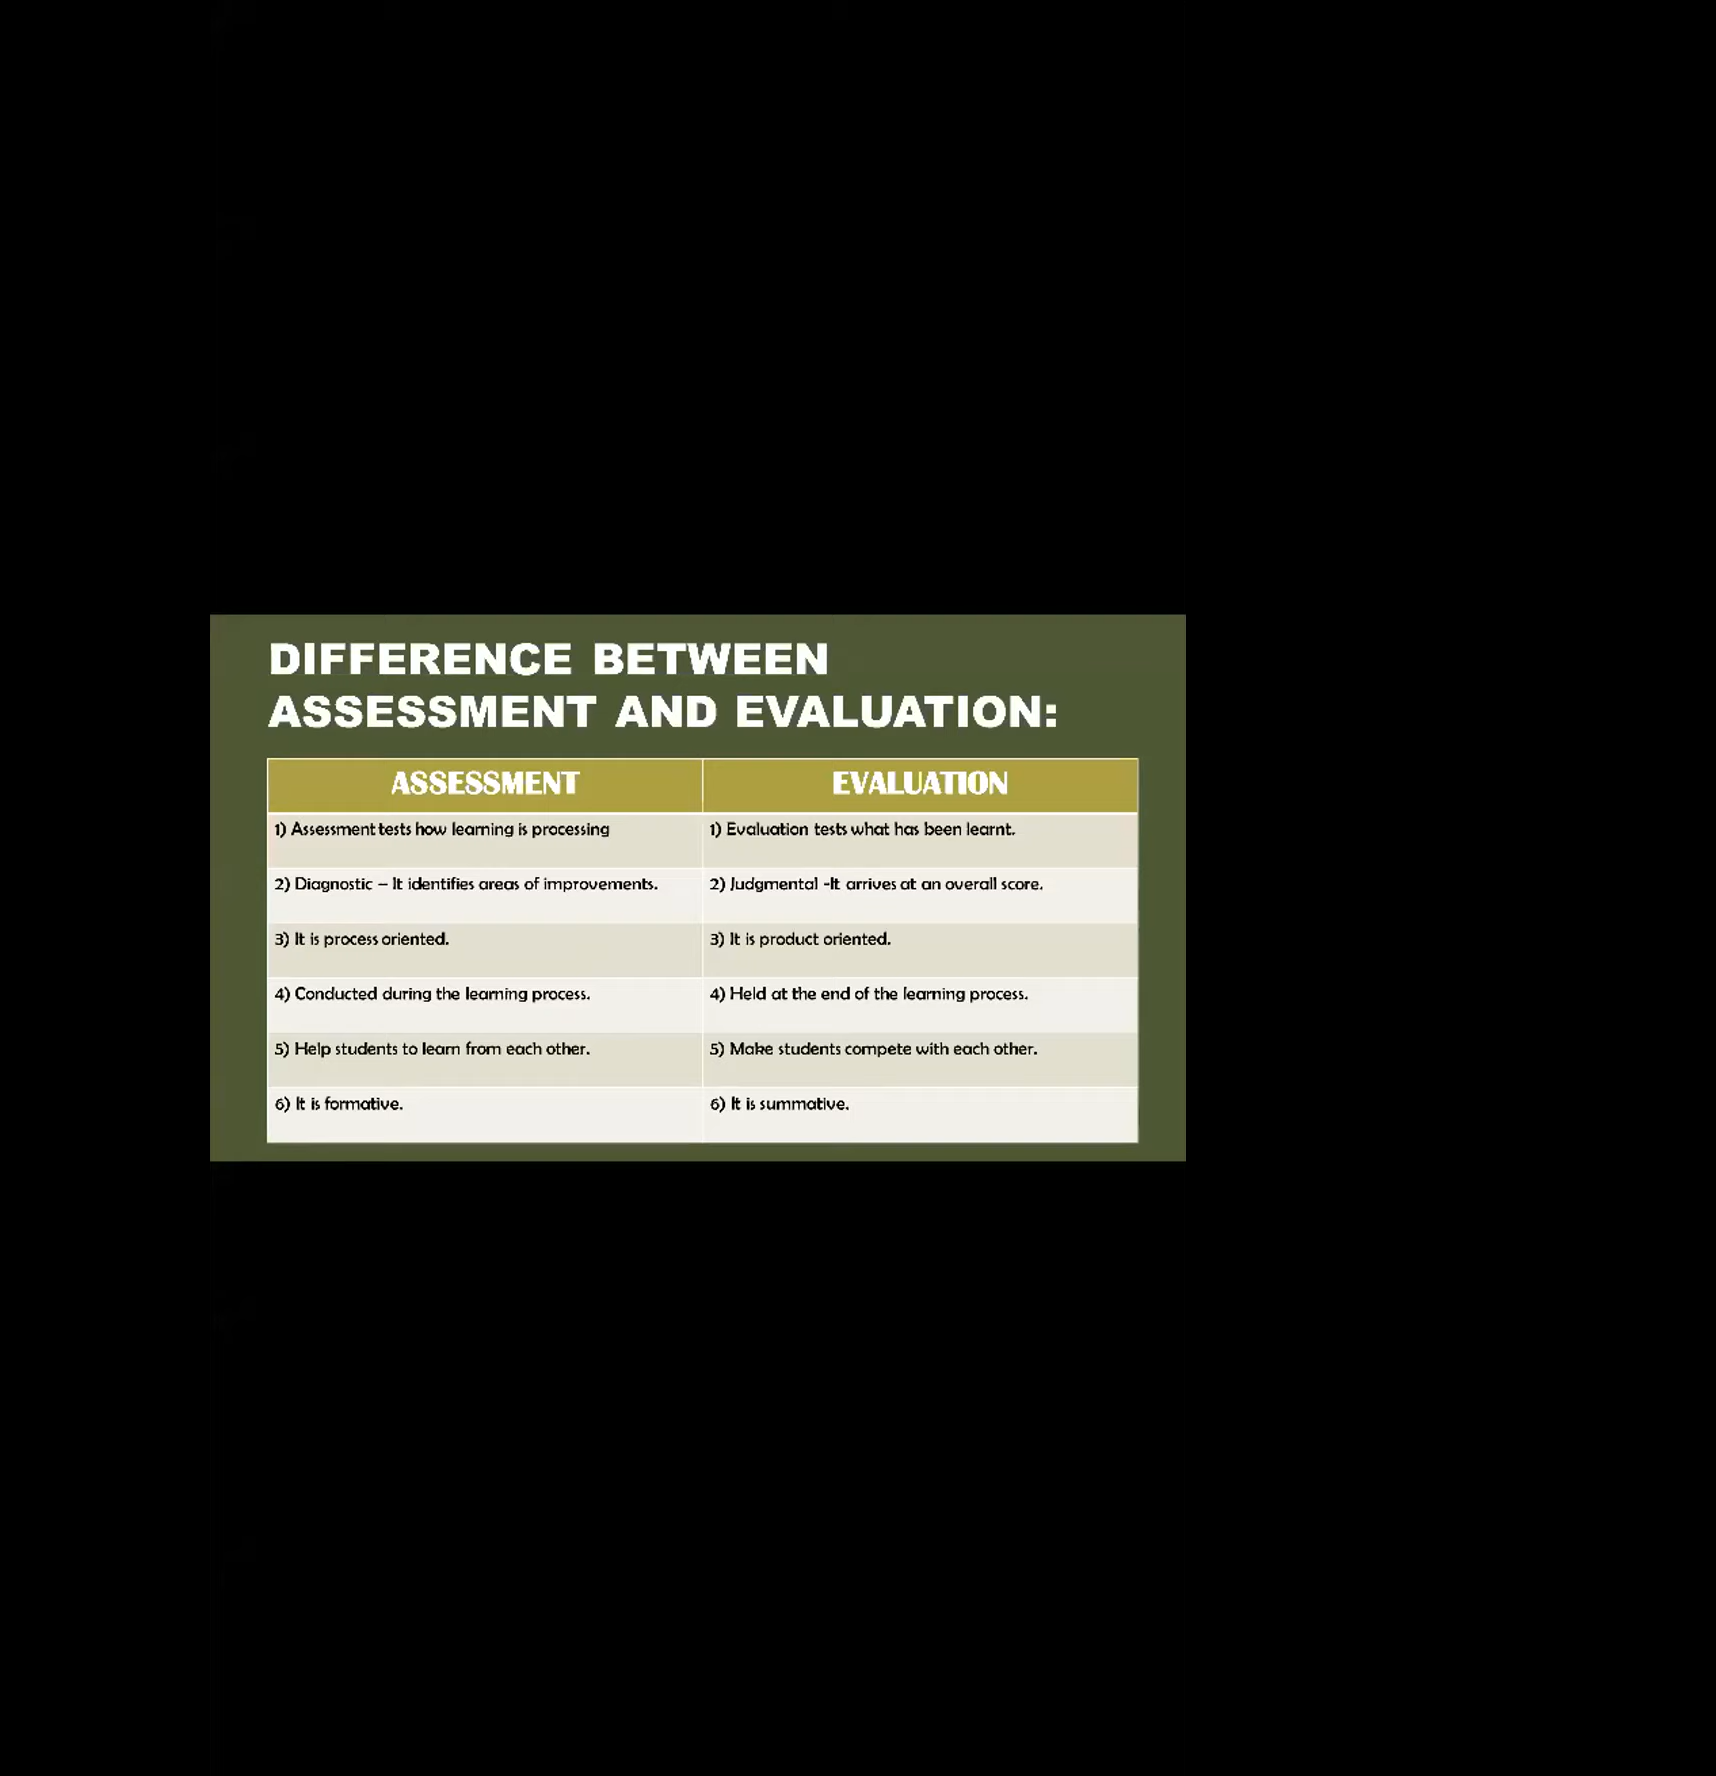 DIFFERENCE BETWEEN
ASSESSMENT AND EVALUATION:
ASSESSMENT
EVALUATION
1) Assessment tests how learning is processing
1) Evaluation tests what has been learnt.
2) Diagnostic – It identifies areas of improvements.
2) Judgmental -It arrives at an overall score.
3) It is process oriented.
3) It is product oriented.
4) Conducted during the learning process.
4) Held at the end of the learning process.
5) Help students to learn from each other.
5) Make students compete with each other.
6) It is formative.
6) It is summative.